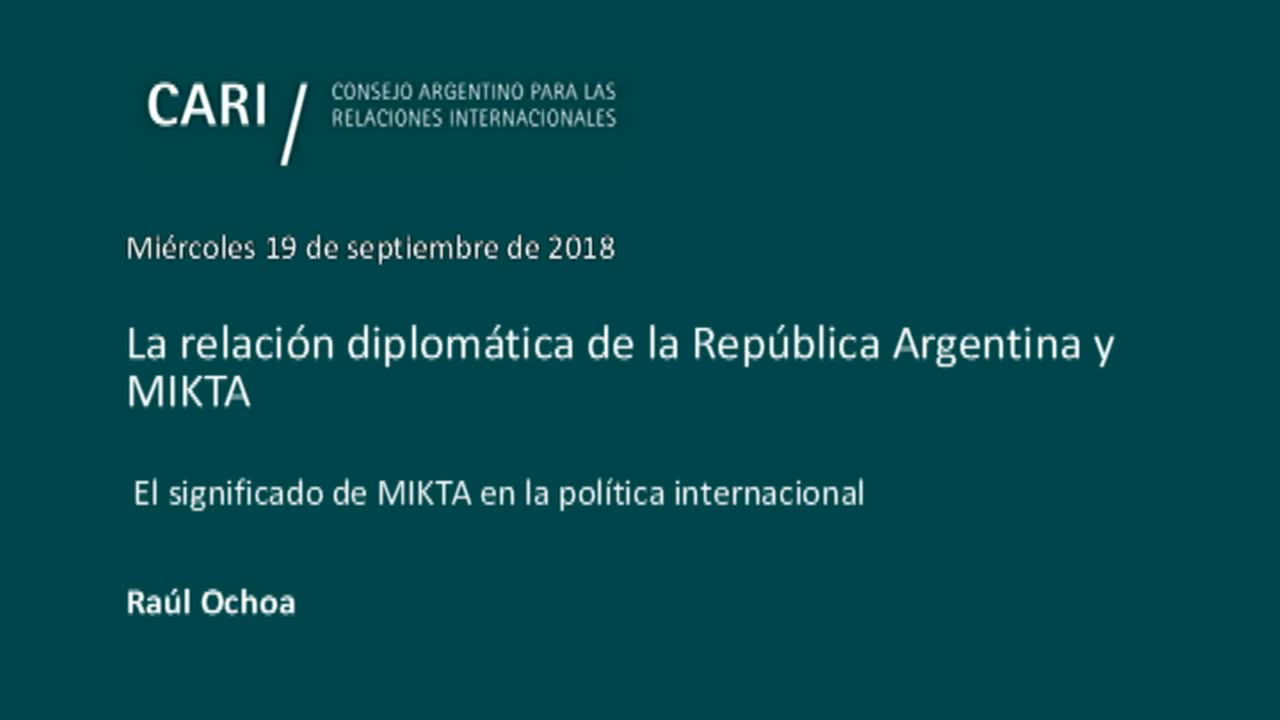 CARI
CONSEJO ARGENTINO PARA LAS
RELACIONES INTERNACIONALES
Miércoles 19 de septiembre de 2018
La relación diplomática de la República Argentina y
MIKTA
El significado de MIKTA en la política internacional
Raúl Ochoa